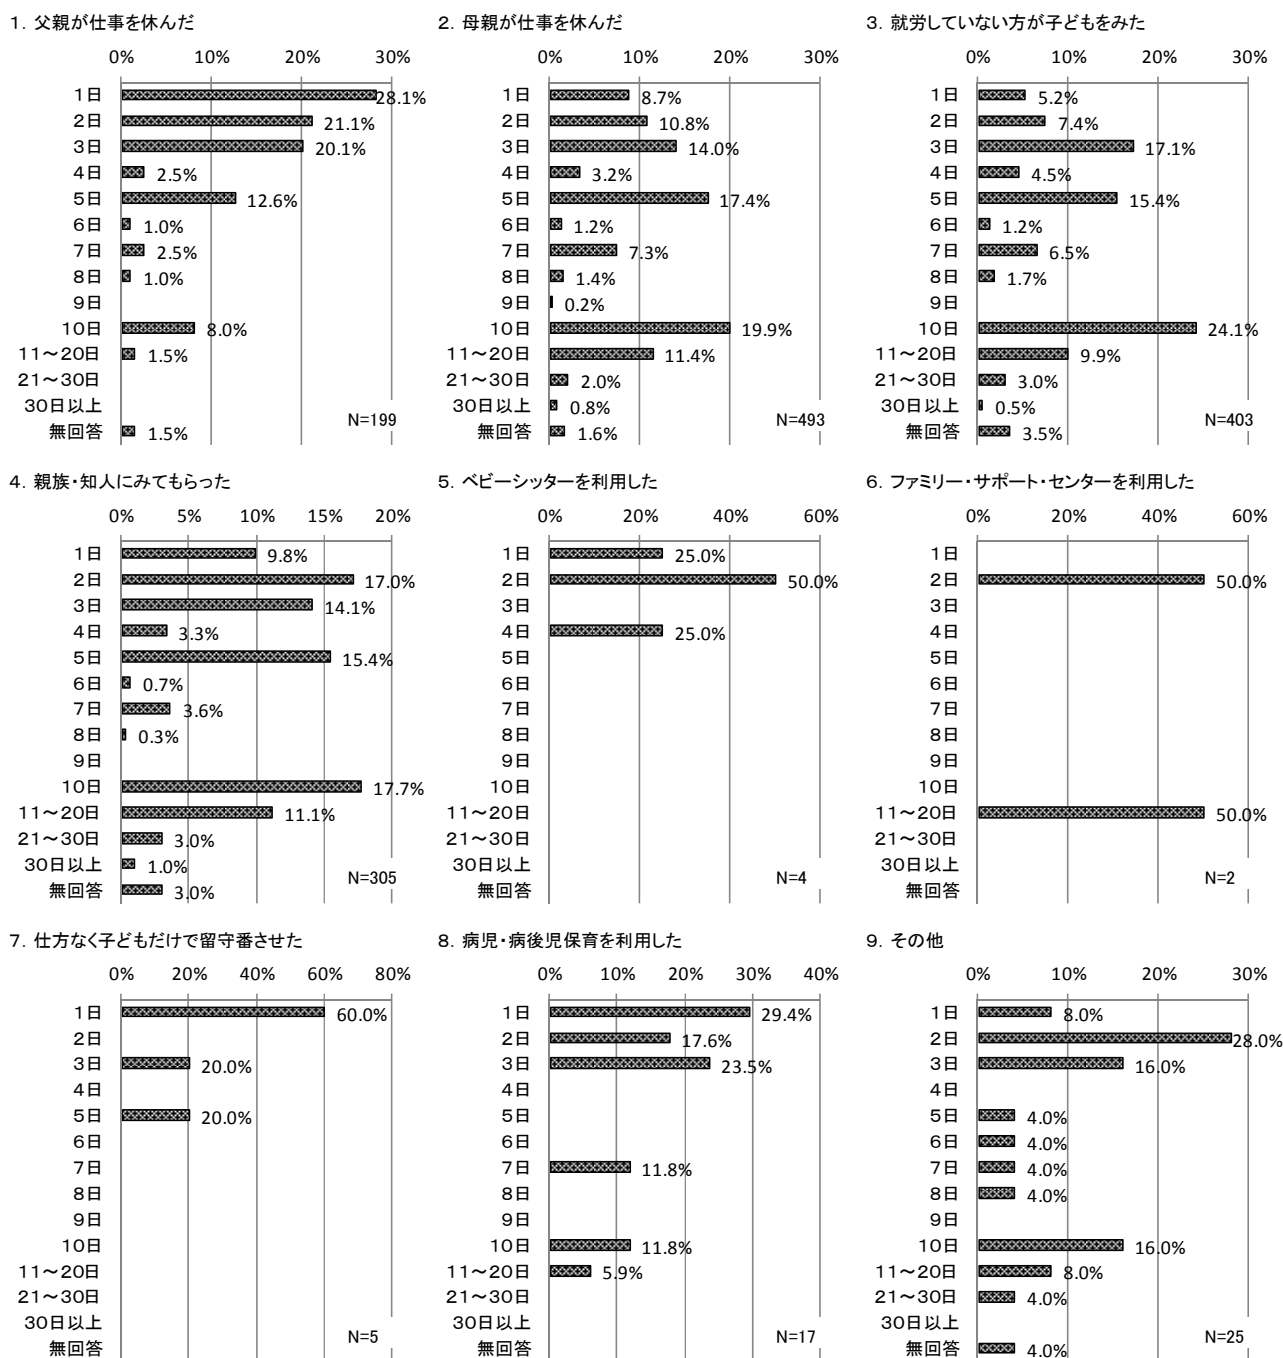 1．父親が仕事を休んだ
0% 10% 20% 30%
1日 28.1%
2日 21.1%
3日 20.1%
4日 2.5%
5日 12.6%
6日 1.0%
7日 2.5%
8日 1.0%
9日
10日 8.0%
11～20日 1.5%
21～30日
30日以上
無回答 1.5%
N=199
2．母親が仕事を休んだ
0% 10% 20% 30%
1日 8.7%
2日 10.8%
3日 14.0%
4日 3.2%
5日 17.4%
6日 1.2%
7日 7.3%
8日 1.4%
9日 0.2%
10日 19.9%
11～20日 11.4%
21～30日 2.0%
30日以上 0.8%
無回答 1.6%
N=493
3．就労していない方が子どもをみた
0% 10% 20% 30%
1日 5.2%
2日 7.4%
3日 17.1%
4日 4.5%
5日 15.4%
6日 1.2%
7日 6.5%
8日 1.7%
9日
10日 24.1%
11～20日 9.9%
21～30日 3.0%
30日以上 0.5%
無回答 3.5%
N=403
4．親族・知人にみてもらった
0% 5% 10% 15% 20%
1日 9.8%
2日 17.0%
3日 14.1%
4日 3.3%
5日 15.4%
6日 0.7%
7日 3.6%
8日 0.3%
9日
10日 17.7%
11～20日 11.1%
21～30日 3.0%
30日以上 1.0%
無回答 3.0%
N=305
5．ベビーシッターを利用した
0% 20% 40% 60%
1日 25.0%
2日 50.0%
3日
4日 25.0%
5日
6日
7日
8日
9日
10日
11～20日
21～30日
30日以上
無回答
N=4
6．ファミリー・サポート・センターを利用した
0% 20% 40% 60%
1日
2日 50.0%
3日
4日
5日
6日
7日
8日
9日
10日
11～20日 50.0%
21～30日
30日以上
無回答
N=2
7．仕方なく子どもだけで留守番させた
0% 20% 40% 60% 80%
1日 60.0%
2日
3日 20.0%
4日
5日 20.0%
6日
7日
8日
9日
10日
11～20日
21～30日
30日以上
無回答
N=5
8．病児・病後児保育を利用した
0% 10% 20% 30% 40%
1日 29.4%
2日 17.6%
3日 23.5%
4日
5日
6日
7日 11.8%
8日
9日
10日 11.8%
11～20日 5.9%
21～30日
30日以上
無回答
N=17
9．その他
0% 10% 20% 30%
1日 8.0%
2日 28.0%
3日 16.0%
4日
5日 4.0%
6日 4.0%
7日 4.0%
8日 4.0%
9日
10日 16.0%
11～20日 8.0%
21～30日 4.0%
30日以上
無回答 4.0%
N=25